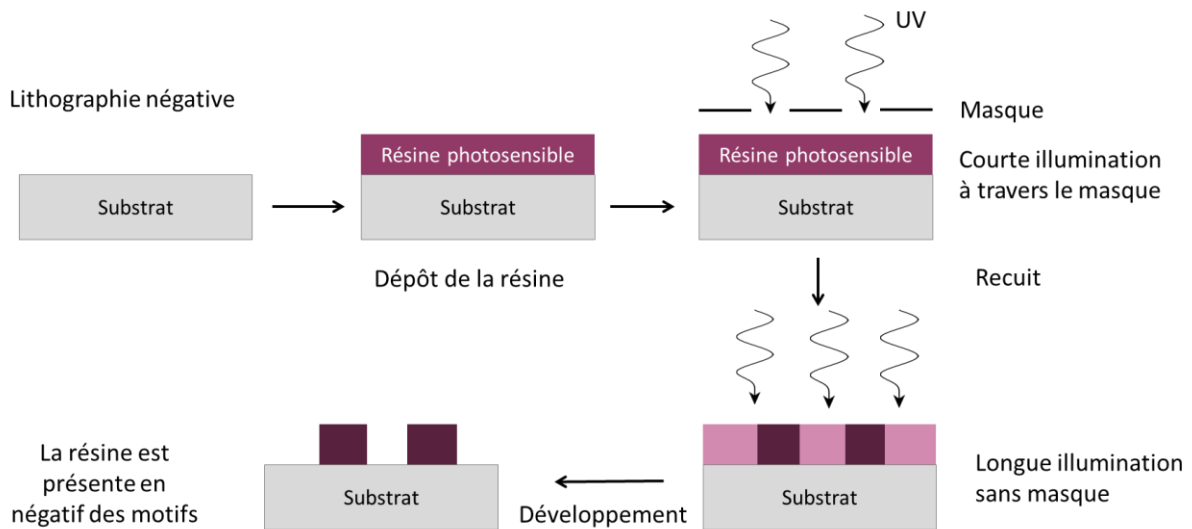 UV
Lithographie négative
Masque
Résine photosensible
Résine photosensible
Courte illumination
à travers le masque
Substrat
Substrat
Substrat
Dépôt de la résine
Recuit
La résine est
présente en
négatif des motifs
Substrat
Développement
Substrat
Longue illumination
sans masque